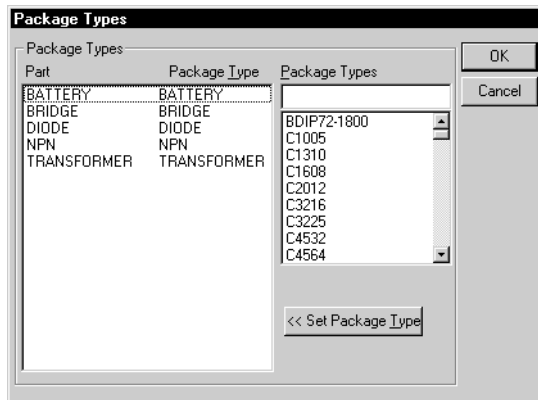 Package Types
Package Types
Part Package Type
BATTERY BATTERY
BRIDGE BRIDGE
DIODE DIODE
NPN NPN
TRANSFORMER TRANSFORMER
Package Types
BDIP72-1800
C1005
C1310
C1608
C2012
C3216
C3225
C4532
C4564
<< Set Package Type
OK
Cancel